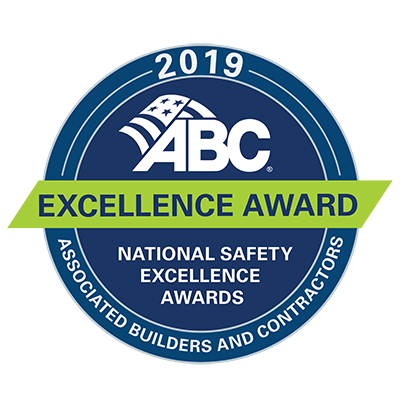 2019
ABC®
EXCELLENCE AWARD
NATIONAL SAFETY
EXCELLENCE
AWARDS
ASSOCIATED BUILDERS AND CONTRACTORS